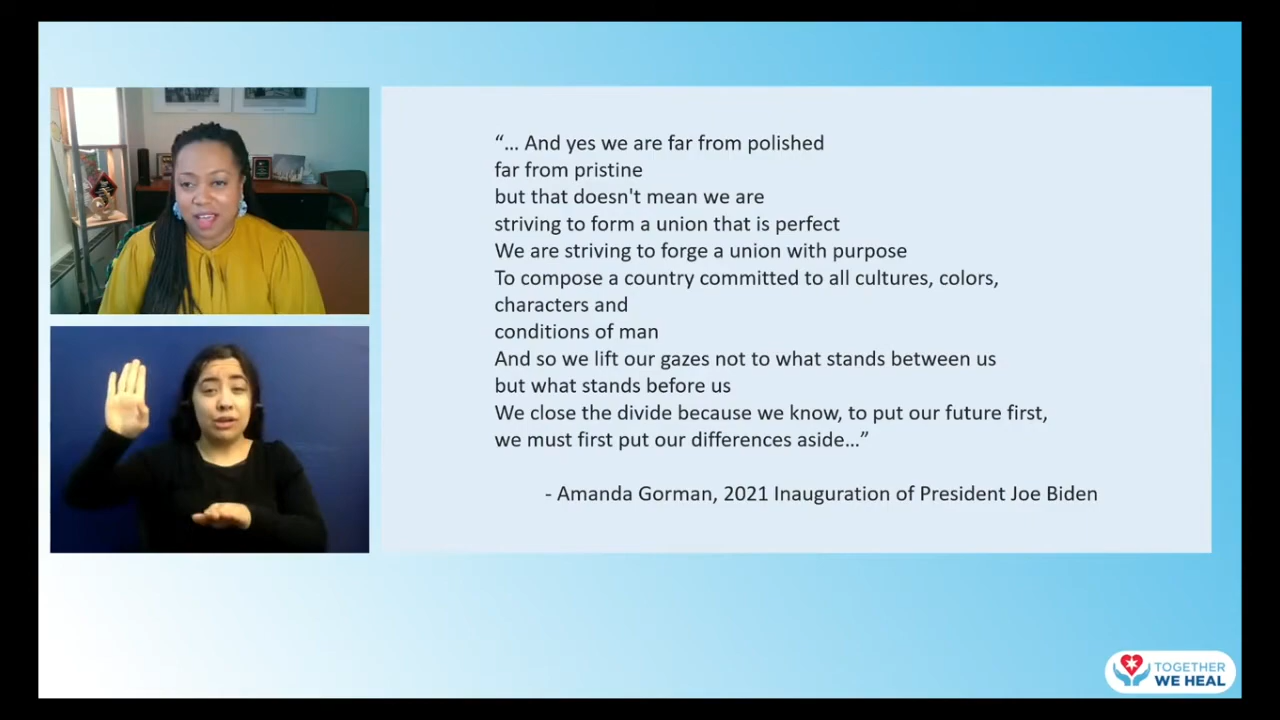 “... And yes we are far from polished
far from pristine
but that doesn't mean we are
striving to form a union that is perfect
We are striving to forge a union with purpose
To compose a country committed to all cultures, colors,
characters and
conditions of man
And so we lift our gazes not to what stands between us
but what stands before us
We close the divide because we know, to put our future first,
we must first put our differences aside...”
- Amanda Gorman, 2021 Inauguration of President Joe Biden
TOGETHER
WE HEAL